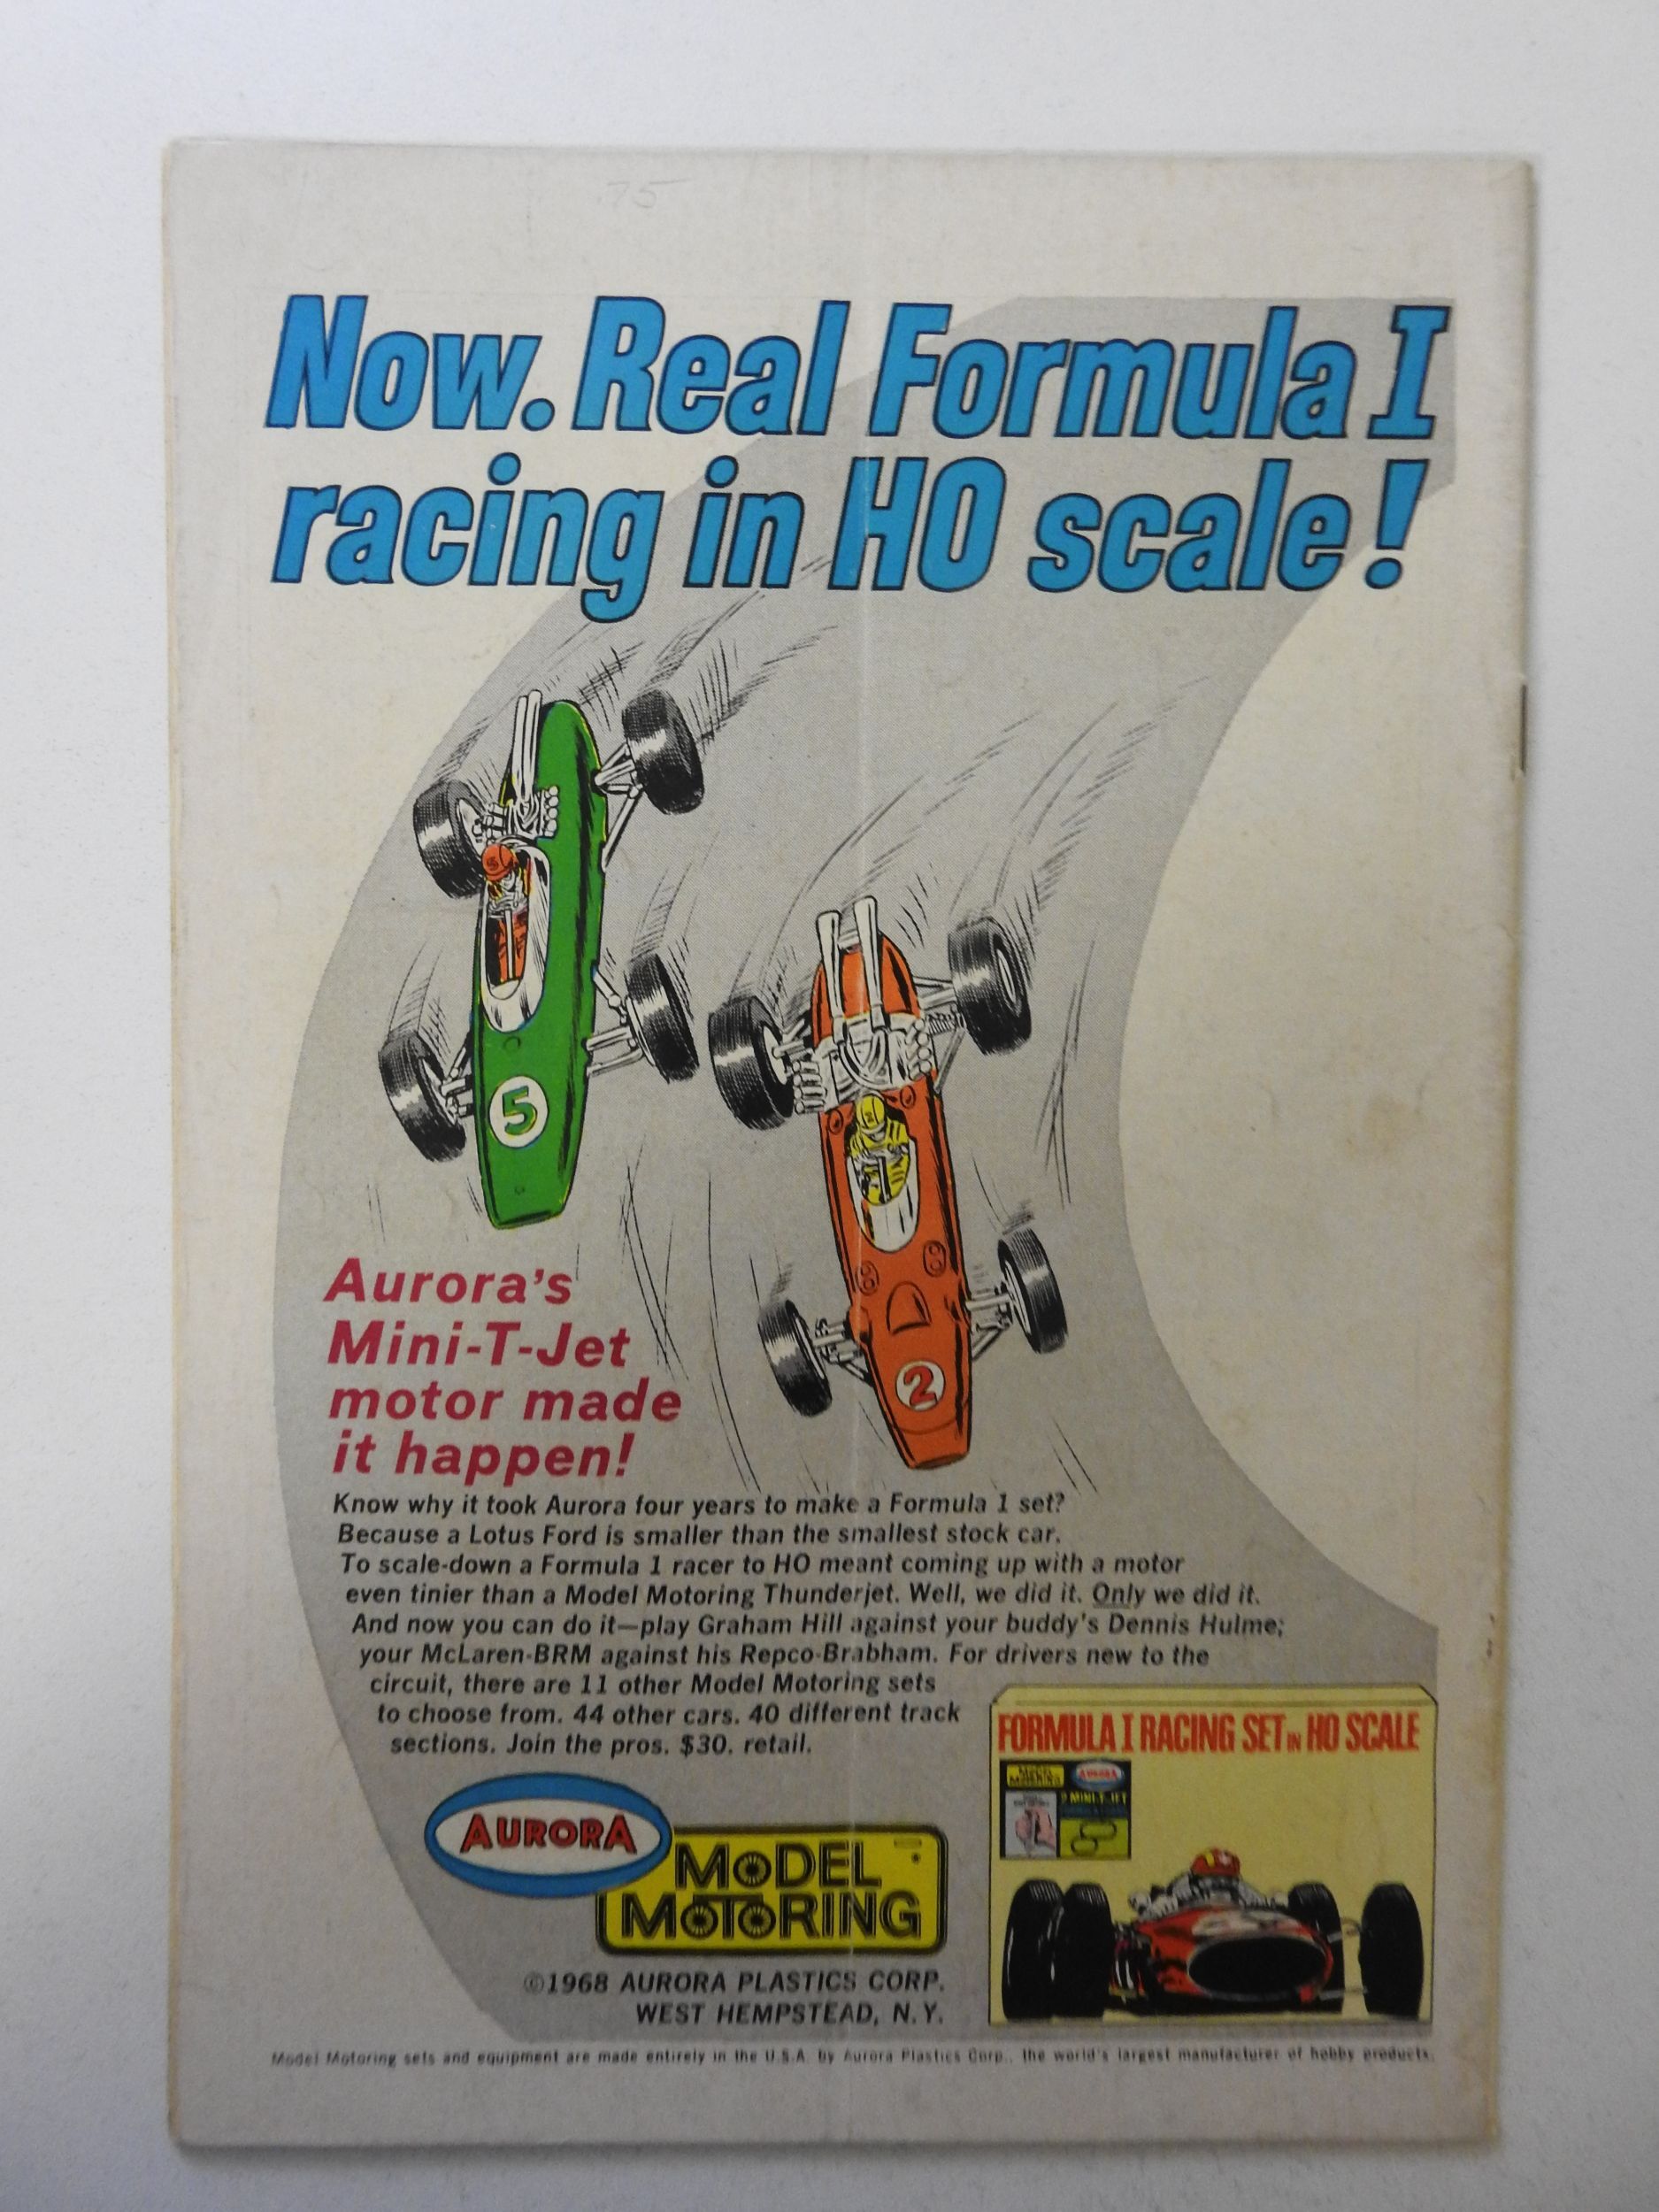 .75
Now. Real Formula I
racing in HO scale!
5
2
Aurora's
Mini-T-Jet
motor made
it happen!
Know why it took Aurora four years to make a Formula 1 set?
Because a Lotus Ford is smaller than the smallest stock car.
To scale-down a Formula 1 racer to HO meant coming up with a motor
even tinier than a Model Motoring Thunderjet. Well, we did it. Only we did it.
And now you can do it—play Graham Hill against your buddy's Dennis Hulme;
your McLaren-BRM against his Repco-Brabham. For drivers new to the
circuit, there are 11 other Model Motoring sets
to choose from. 44 other cars. 40 different track
sections. Join the pros. $30. retail.
FORMULA I RACING SET IN HO SCALE
MODEL MOTORING
AURORA
MINI-T-JET
AURORA
MODEL
MOTORING
©1968 AURORA PLASTICS CORP.
WEST HEMPSTEAD, N.Y.
Model Motoring sets and equipment are made entirely in the U.S.A. by Aurora Plastics Corp., the world's largest manufacturer of hobby products.